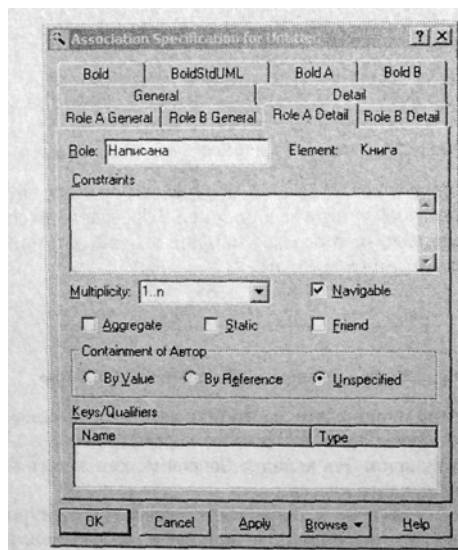 Association Specification for Untitled
Bold BoldStdUML Bold A Bold B
General Detail
Role A General Role B General Role A Detail Role B Detail
Role: Написана Element: Книга
Constraints
Multiplicity: 1..n Navigable
Aggregate Static Friend
Containment of Автор
By Value By Reference Unspecified
Keys/Qualifiers
Name Type
OK Cancel Apply Browse Help